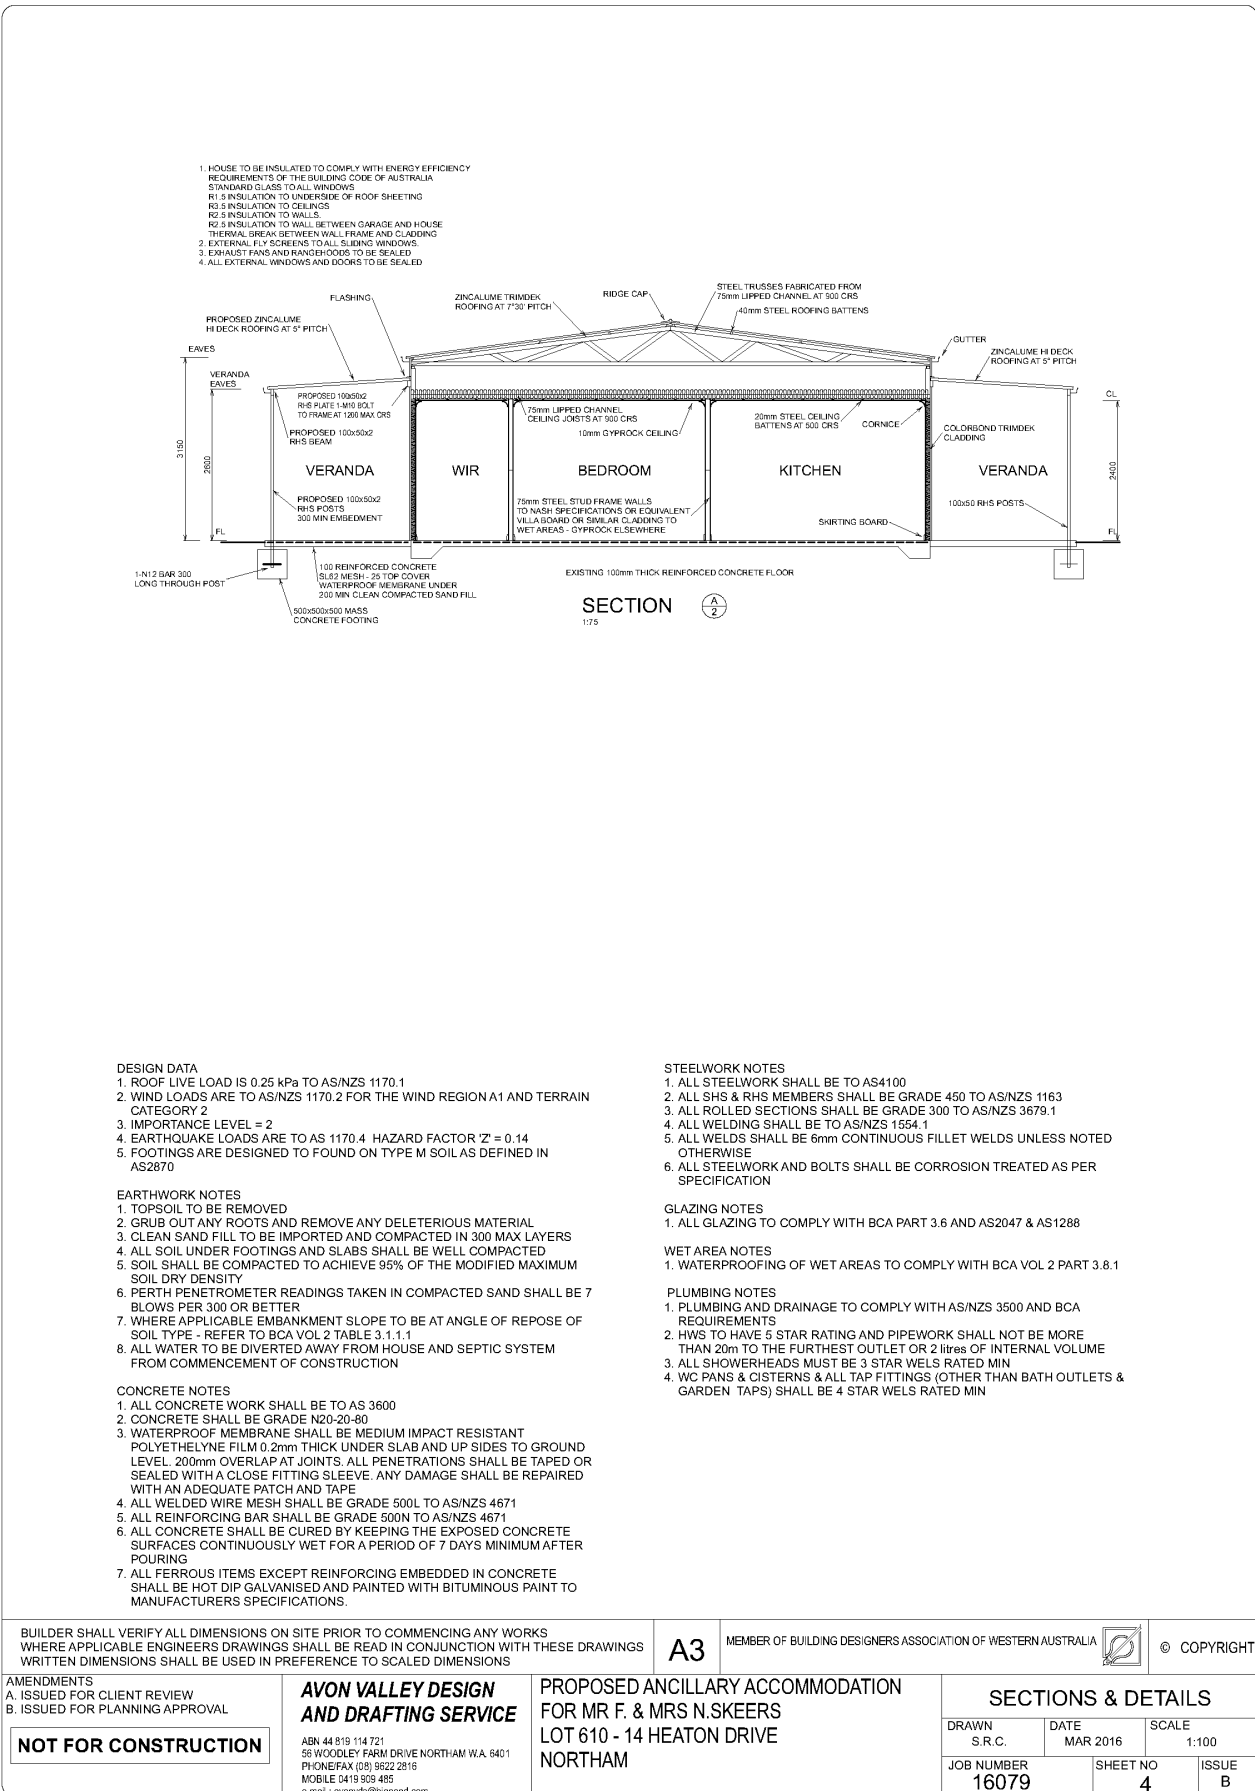 1. HOUSE TO BE INSULATED TO COMPLY WITH ENERGY EFFICIENCY
REQUIREMENTS OF THE BUILDING CODE OF AUSTRALIA
STANDARD GLASS TO ALL WINDOWS
R1.5 INSULATION TO UNDERSIDE OF ROOF SHEETING
R3.5 INSULATION TO CEILINGS
R2.5 INSULATION TO WALLS.
R2.5 INSULATION TO WALL BETWEEN GARAGE AND HOUSE
THERMAL BREAK BETWEEN WALL FRAME AND CLADDING
2. EXTERNAL FLY SCREENS TO ALL SLIDING WINDOWS.
3. EXHAUST FANS AND RANGEHOODS TO BE SEALED
4. ALL EXTERNAL WINDOWS AND DOORS TO BE SEALED
FLASHING
ZINCALUME TRIMDEK
ROOFING AT 7°30' PITCH
RIDGE CAP
STEEL TRUSSES FABRICATED FROM
75mm LIPPED CHANNEL AT 900 CRS
40mm STEEL ROOFING BATTENS
PROPOSED ZINCALUME
HI DECK ROOFING AT 5° PITCH
GUTTER
ZINCALUME HI DECK
ROOFING AT 5° PITCH
EAVES
VERANDA
EAVES
PROPOSED 100x50x2
RHS PLATE 1-M10 BOLT
TO FRAME AT 1200 MAX CRS
PROPOSED 100x50x2
RHS BEAM
75mm LIPPED CHANNEL
CEILING JOISTS AT 900 CRS
10mm GYPROCK CEILING
20mm STEEL CEILING
BATTENS AT 500 CRS
CORNICE
COLORBOND TRIMDEK
CLADDING
CL
3150
2600
2400
VERANDA
WIR
BEDROOM
KITCHEN
VERANDA
PROPOSED 100x50x2
RHS POSTS
300 MIN EMBEDMENT
75mm STEEL STUD FRAME WALLS
TO NASH SPECIFICATIONS OR EQUIVALENT
VILLA BOARD OR SIMILAR CLADDING TO
WET AREAS - GYPROCK ELSEWHERE
SKIRTING BOARD
100x50 RHS POSTS
FL
FL
1-N12 BAR 300
LONG THROUGH POST
100 REINFORCED CONCRETE
SL62 MESH - 25 TOP COVER
WATERPROOF MEMBRANE UNDER
200 MIN CLEAN COMPACTED SAND FILL
EXISTING 100mm THICK REINFORCED CONCRETE FLOOR
500x500x500 MASS
CONCRETE FOOTING
SECTION
A
2
1:75
DESIGN DATA
1. ROOF LIVE LOAD IS 0.25 kPa TO AS/NZS 1170.1
2. WIND LOADS ARE TO AS/NZS 1170.2 FOR THE WIND REGION A1 AND TERRAIN
CATEGORY 2
3. IMPORTANCE LEVEL = 2
4. EARTHQUAKE LOADS ARE TO AS 1170.4 HAZARD FACTOR 'Z' = 0.14
5. FOOTINGS ARE DESIGNED TO FOUND ON TYPE M SOIL AS DEFINED IN
AS2870
EARTHWORK NOTES
1. TOPSOIL TO BE REMOVED
2. GRUB OUT ANY ROOTS AND REMOVE ANY DELETERIOUS MATERIAL
3. CLEAN SAND FILL TO BE IMPORTED AND COMPACTED IN 300 MAX LAYERS
4. ALL SOIL UNDER FOOTINGS AND SLABS SHALL BE WELL COMPACTED
5. SOIL SHALL BE COMPACTED TO ACHIEVE 95% OF THE MODIFIED MAXIMUM
SOIL DRY DENSITY
6. PERTH PENETROMETER READINGS TAKEN IN COMPACTED SAND SHALL BE 7
BLOWS PER 300 OR BETTER
7. WHERE APPLICABLE EMBANKMENT SLOPE TO BE AT ANGLE OF REPOSE OF
SOIL TYPE - REFER TO BCA VOL 2 TABLE 3.1.1.1
8. ALL WATER TO BE DIVERTED AWAY FROM HOUSE AND SEPTIC SYSTEM
FROM COMMENCEMENT OF CONSTRUCTION
CONCRETE NOTES
1. ALL CONCRETE WORK SHALL BE TO AS 3600
2. CONCRETE SHALL BE GRADE N20-20-80
3. WATERPROOF MEMBRANE SHALL BE MEDIUM IMPACT RESISTANT
POLYETHELYNE FILM 0.2mm THICK UNDER SLAB AND UP SIDES TO GROUND
LEVEL. 200mm OVERLAP AT JOINTS. ALL PENETRATIONS SHALL BE TAPED OR
SEALED WITH A CLOSE FITTING SLEEVE. ANY DAMAGE SHALL BE REPAIRED
WITH AN ADEQUATE PATCH AND TAPE
4. ALL WELDED WIRE MESH SHALL BE GRADE 500L TO AS/NZS 4671
5. ALL REINFORCING BAR SHALL BE GRADE 500N TO AS/NZS 4671
6. ALL CONCRETE SHALL BE CURED BY KEEPING THE EXPOSED CONCRETE
SURFACES CONTINUOUSLY WET FOR A PERIOD OF 7 DAYS MINIMUM AFTER
POURING
7. ALL FERROUS ITEMS EXCEPT REINFORCING EMBEDDED IN CONCRETE
SHALL BE HOT DIP GALVANISED AND PAINTED WITH BITUMINOUS PAINT TO
MANUFACTURERS SPECIFICATIONS.
STEELWORK NOTES
1. ALL STEELWORK SHALL BE TO AS4100
2. ALL SHS & RHS MEMBERS SHALL BE GRADE 450 TO AS/NZS 1163
3. ALL ROLLED SECTIONS SHALL BE GRADE 300 TO AS/NZS 3679.1
4. ALL WELDING SHALL BE TO AS/NZS 1554.1
5. ALL WELDS SHALL BE 6mm CONTINUOUS FILLET WELDS UNLESS NOTED
OTHERWISE
6. ALL STEELWORK AND BOLTS SHALL BE CORROSION TREATED AS PER
SPECIFICATION
GLAZING NOTES
1. ALL GLAZING TO COMPLY WITH BCA PART 3.6 AND AS2047 & AS1288
WET AREA NOTES
1. WATERPROOFING OF WET AREAS TO COMPLY WITH BCA VOL 2 PART 3.8.1
PLUMBING NOTES
1. PLUMBING AND DRAINAGE TO COMPLY WITH AS/NZS 3500 AND BCA
REQUIREMENTS
2. HWS TO HAVE 5 STAR RATING AND PIPEWORK SHALL NOT BE MORE
THAN 20m TO THE FURTHEST OUTLET OR 2 litres OF INTERNAL VOLUME
3. ALL SHOWERHEADS MUST BE 3 STAR WELS RATED MIN
4. WC PANS & CISTERNS & ALL TAP FITTINGS (OTHER THAN BATH OUTLETS &
GARDEN TAPS) SHALL BE 4 STAR WELS RATED MIN
BUILDER SHALL VERIFY ALL DIMENSIONS ON SITE PRIOR TO COMMENCING ANY WORKS
WHERE APPLICABLE ENGINEERS DRAWINGS SHALL BE READ IN CONJUNCTION WITH THESE DRAWINGS
WRITTEN DIMENSIONS SHALL BE USED IN PREFERENCE TO SCALED DIMENSIONS
A3
MEMBER OF BUILDING DESIGNERS ASSOCIATION OF WESTERN AUSTRALIA
© COPYRIGHT
AMENDMENTS
A. ISSUED FOR CLIENT REVIEW
B. ISSUED FOR PLANNING APPROVAL
NOT FOR CONSTRUCTION
AVON VALLEY DESIGN
AND DRAFTING SERVICE
ABN 44 819 114 721
56 WOODLEY FARM DRIVE NORTHAM W.A. 6401
PHONE/FAX (08) 9622 2816
MOBILE 0419 909 485
PROPOSED ANCILLARY ACCOMMODATION
FOR MR F. & MRS N.SKEERS
LOT 610 - 14 HEATON DRIVE
NORTHAM
SECTIONS & DETAILS
DRAWN
S.R.C.
DATE
MAR 2016
SCALE
1:100
JOB NUMBER
16079
SHEET NO
4
ISSUE
B